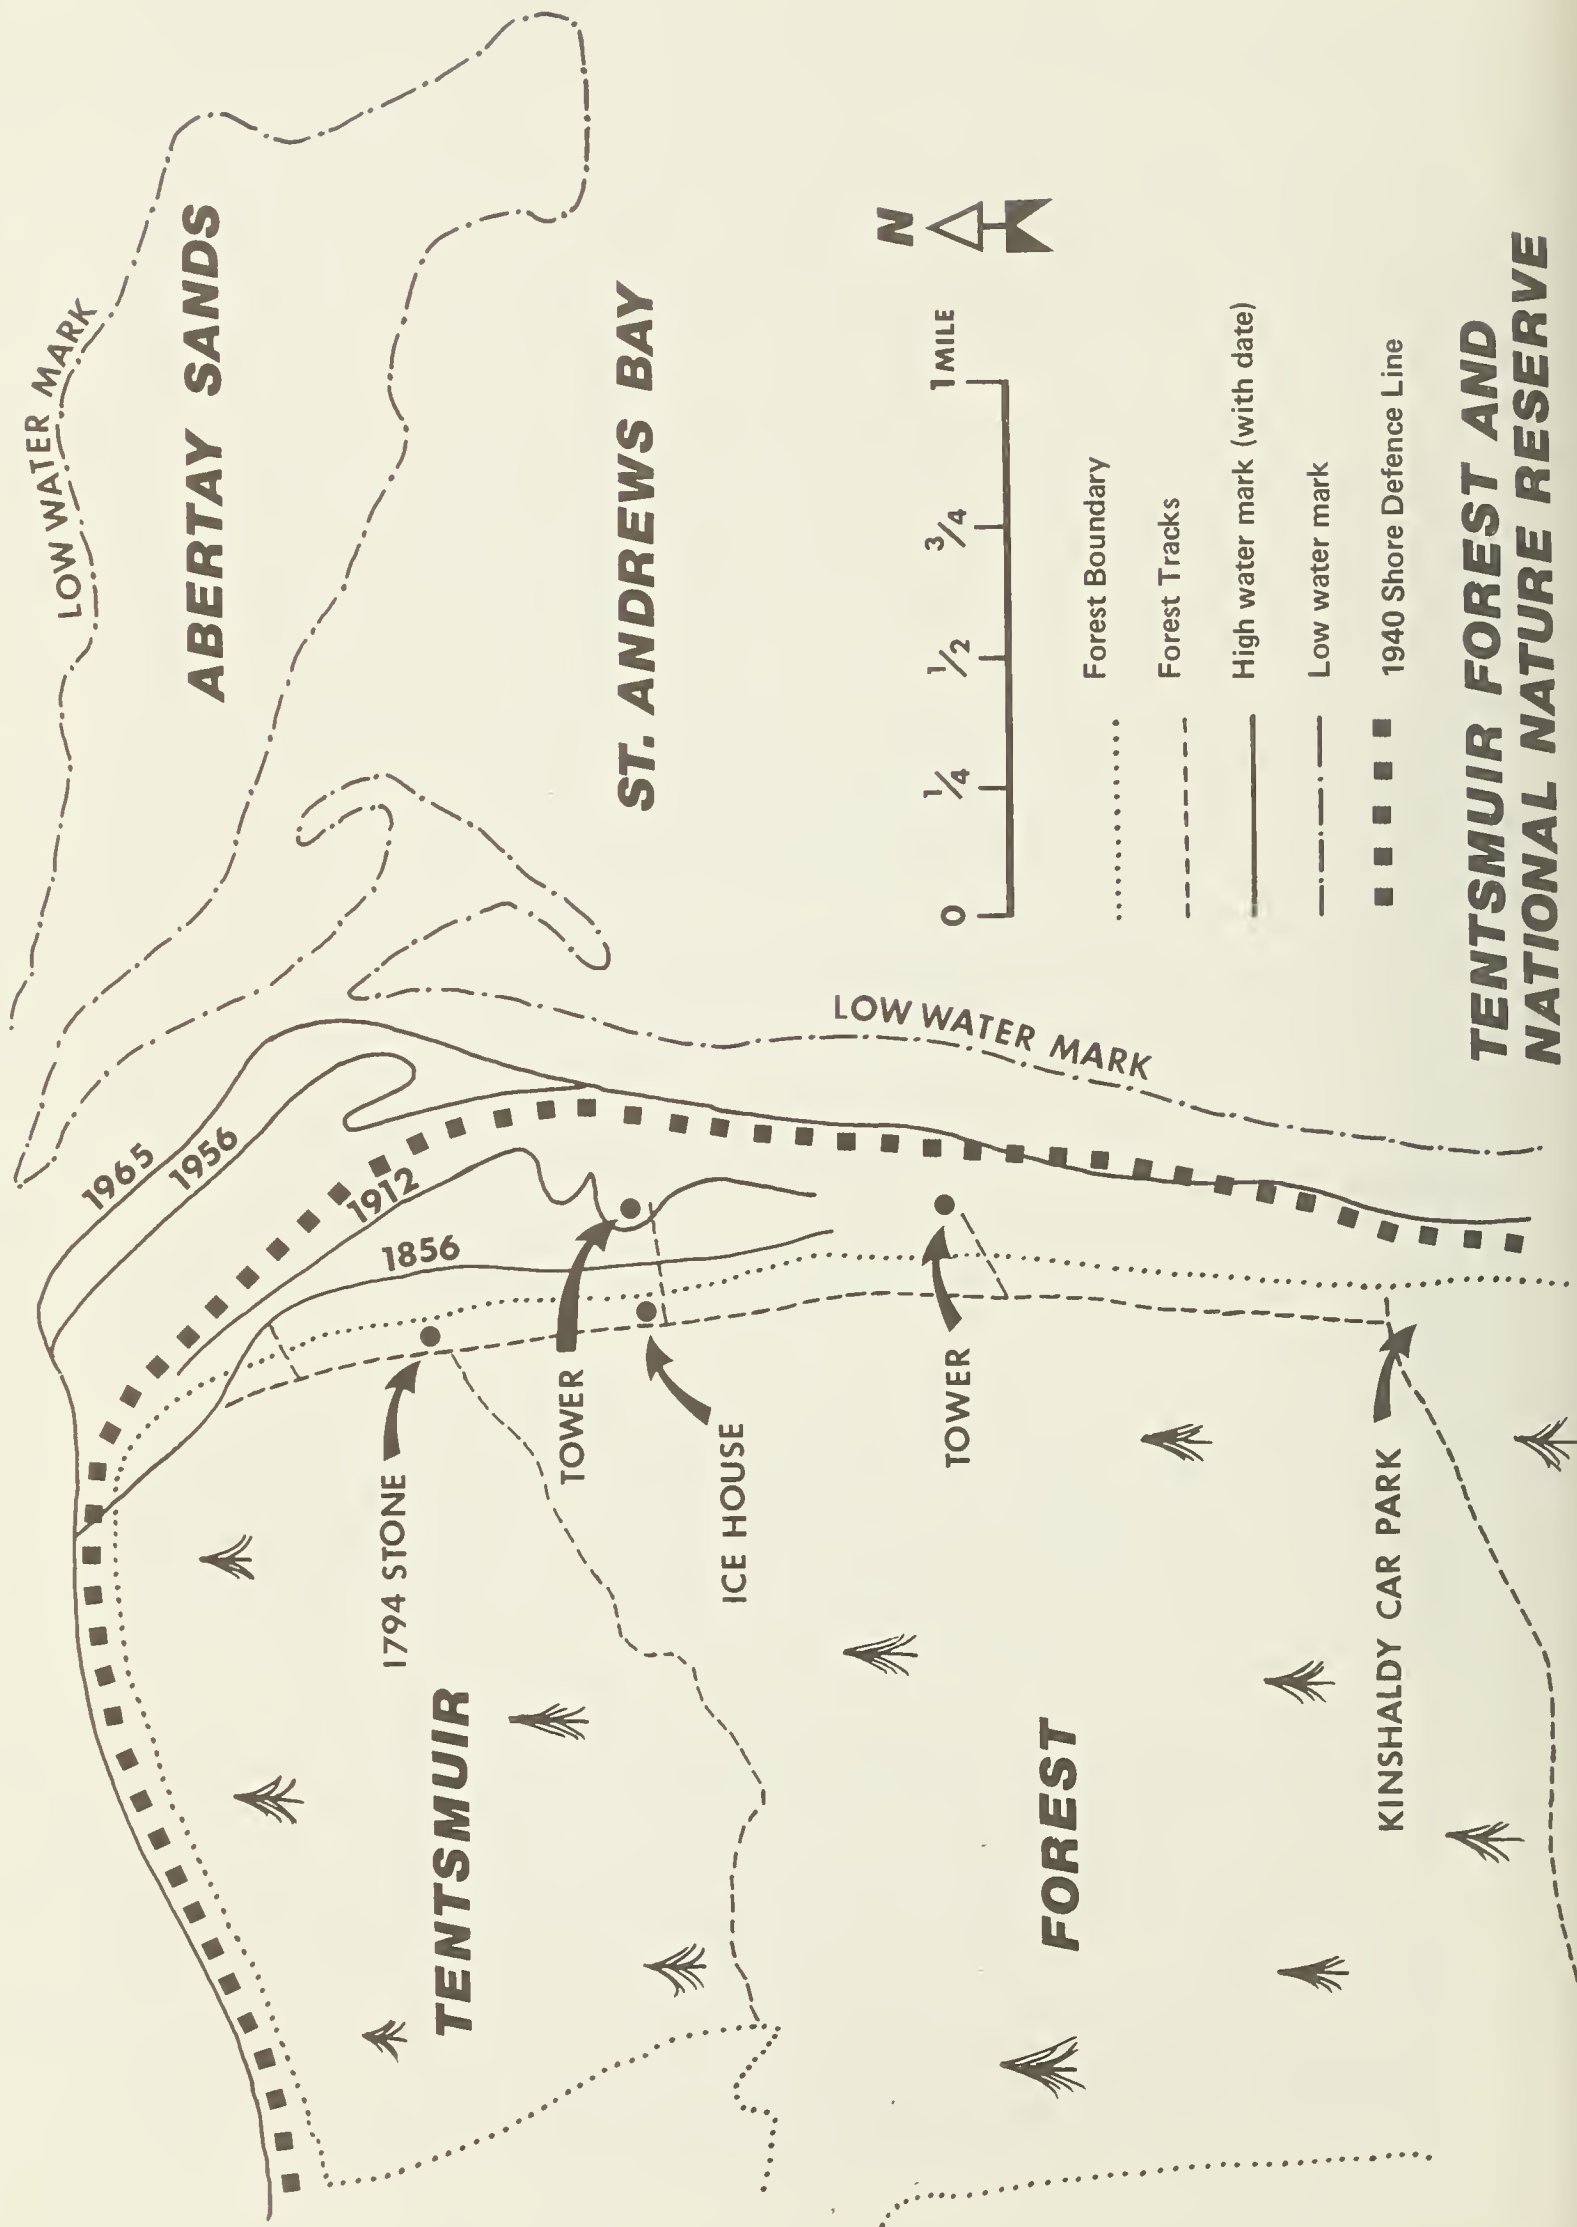 LOW WATER MARK
ABERTAY SANDS
ST. ANDREWS BAY
1965
1956
1912
1856
1794 STONE
TOWER
ICE HOUSE
TENTSMUIR
LOW WATER MARK
TOWER
FOREST
KINSHALDY CAR PARK
N
0 1/4 1/2 3/4 1 MILE
Forest Boundary
Forest Tracks
High water mark (with date)
Low water mark
1940 Shore Defence Line
TENTSMUIR FOREST AND
NATIONAL NATURE RESERVE